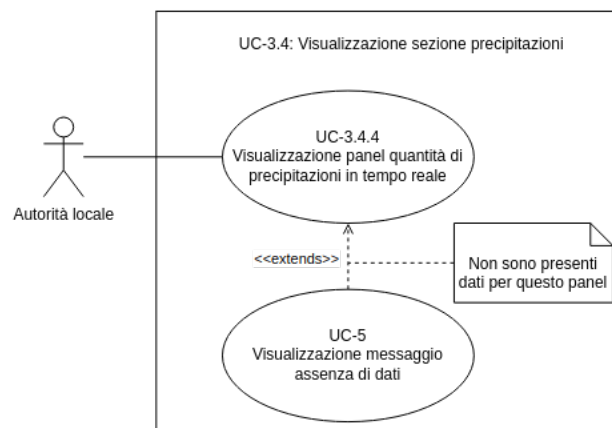 UC-3.4: Visualizzazione sezione precipitazioni
UC-3.4.4
Visualizzazione panel quantità di
precipitazioni in tempo reale
Autorità locale
<<extends>>
Non sono presenti
dati per questo panel
UC-5
Visualizzazione messaggio
assenza di dati